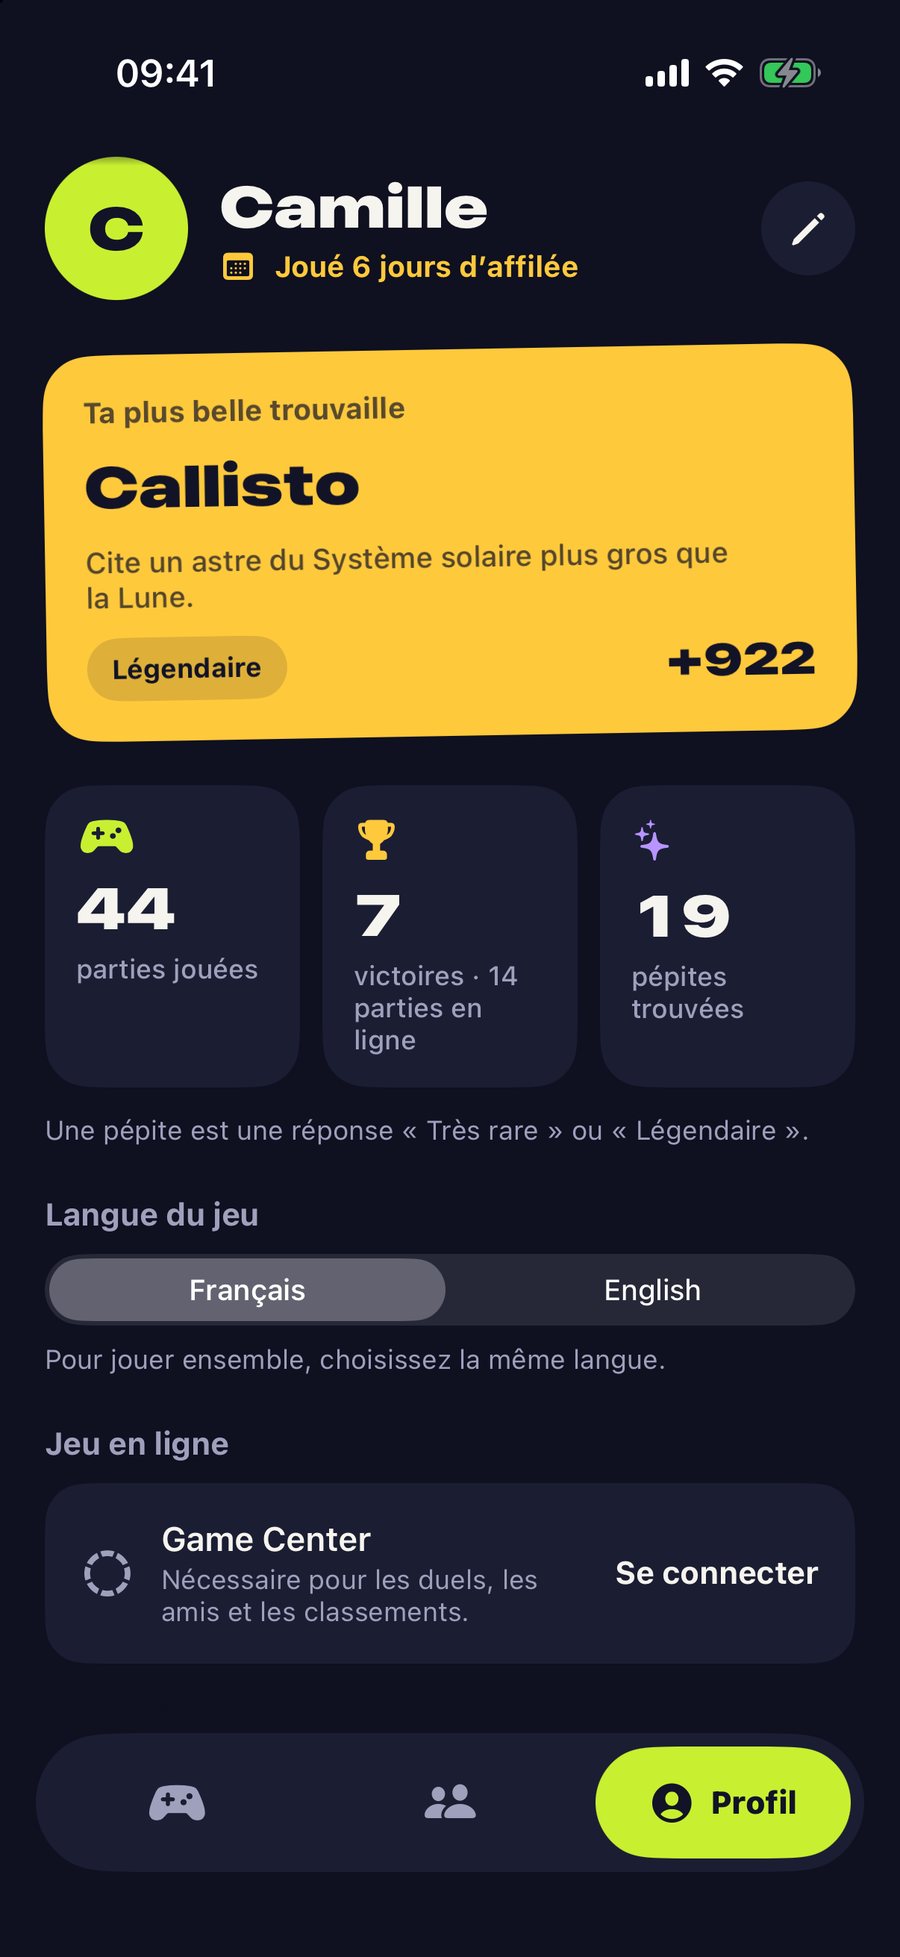 09:41
C
Camille
Joué 6 jours d’affilée
Ta plus belle trouvaille
Callisto
Cite un astre du Système solaire plus gros que
la Lune.
Légendaire
+922
44
parties jouées
7
victoires · 14
parties en
ligne
19
pépites
trouvées
Une pépite est une réponse « Très rare » ou « Légendaire ».
Langue du jeu
Français
English
Pour jouer ensemble, choisissez la même langue.
Jeu en ligne
Game Center
Nécessaire pour les duels, les
amis et les classements.
Se connecter
Profil